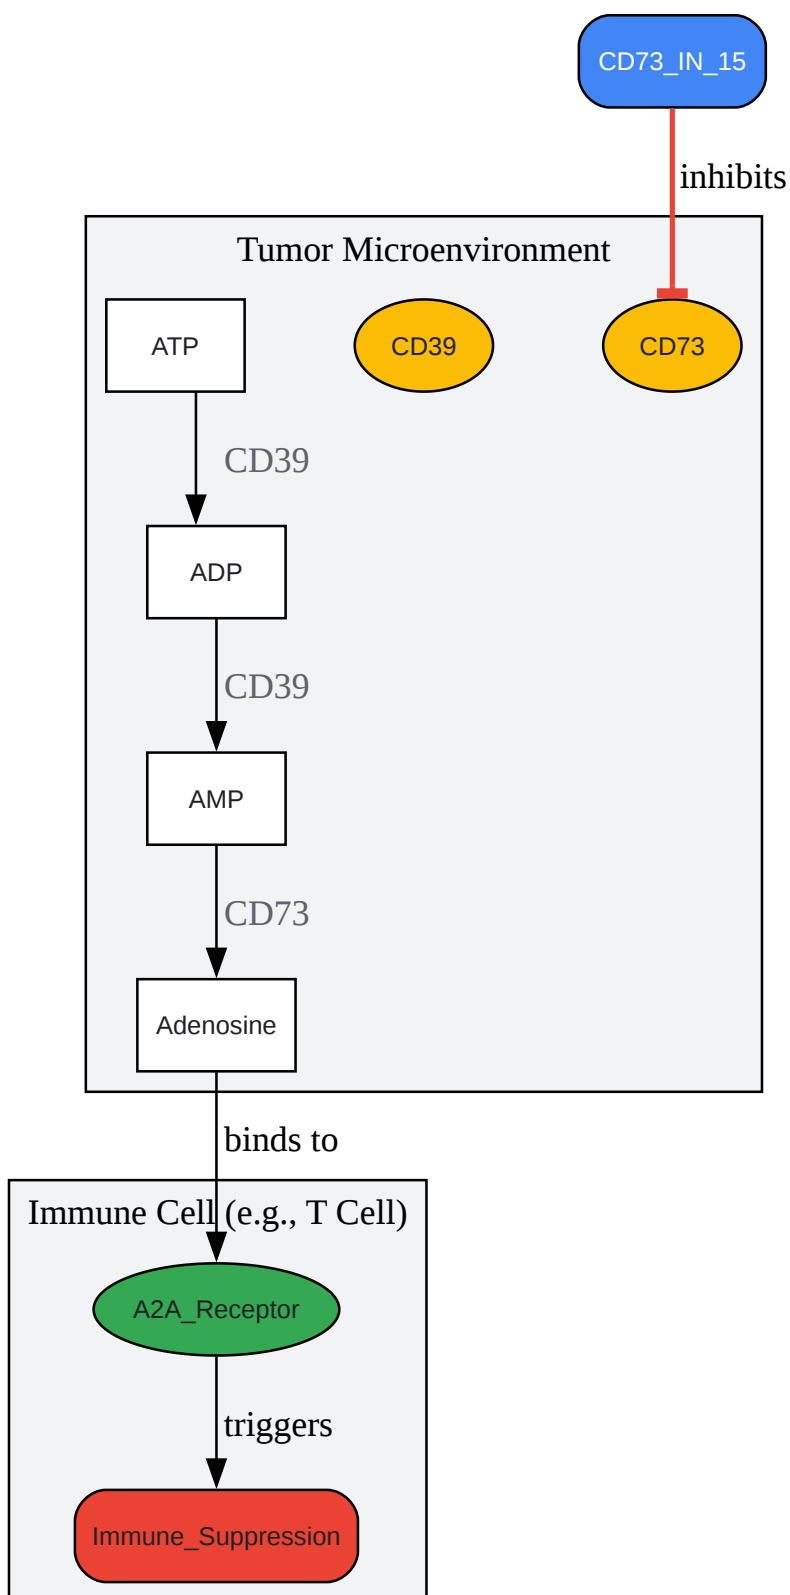 CD73_IN_15
inhibits
Tumor Microenvironment
ATP
CD39
CD73
CD39
ADP
CD39
AMP
CD73
Adenosine
binds to
Immune Cell (e.g., T Cell)
A2A_Receptor
triggers
Immune_Suppression